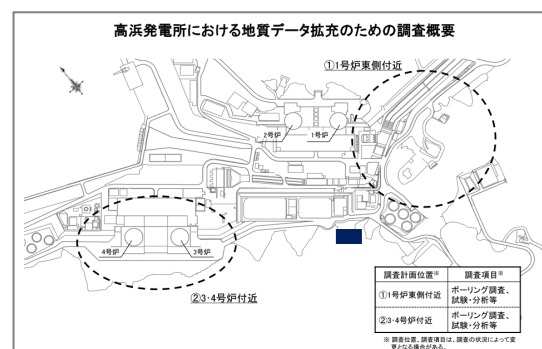 高浜発電所における地質データ拡充のための調査概要
①1号炉東側付近
2号炉
1号炉
4号炉
3号炉
②3・4号炉付近
調査計画位置※
調査項目※
①1号炉東側付近
ボーリング調査、
試験・分析等
②3・4号炉付近
ボーリング調査、
試験・分析等
※ 調査位置、調査項目は、調査の状況によって変
更となる場合がある。